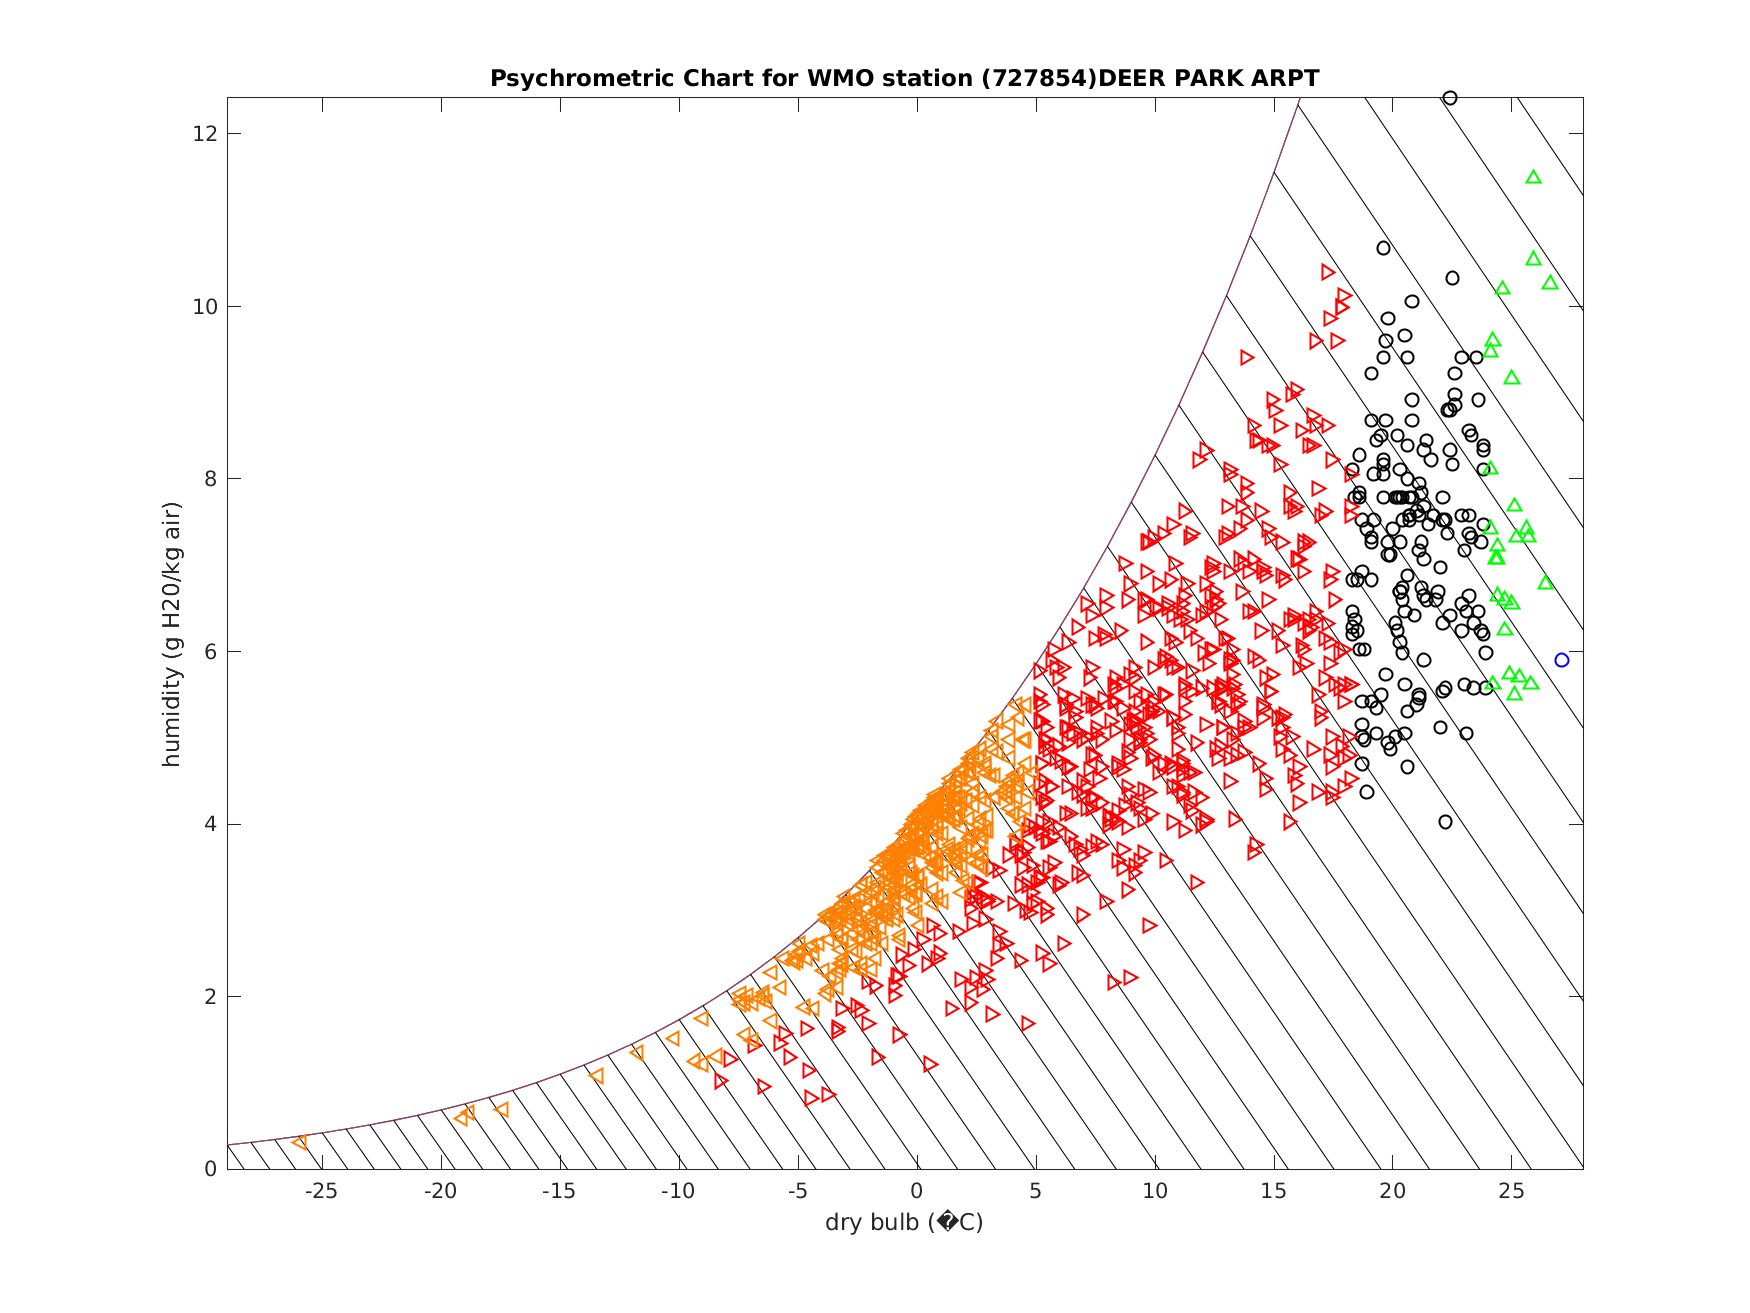 Psychrometric Chart for WMO station (727854)DEER PARK ARPT
12
10
8
6
4
2
0
humidity (g H20/kg air)
-25 -20 -15 -10 -5 0 5 10 15 20 25
dry bulb (�C)